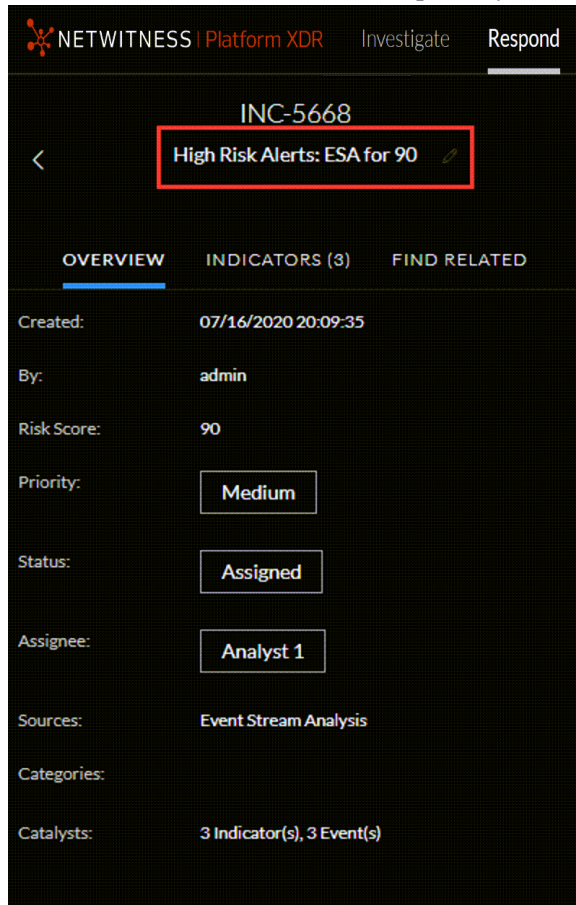 NETWITNESS | Platform XDR Investigate Respond
INC-5668
High Risk Alerts: ESA for 90
OVERVIEW INDICATORS (3) FIND RELATED
Created: 07/16/2020 20:09:35
By: admin
Risk Score: 90
Priority: Medium
Status: Assigned
Assignee: Analyst 1
Sources: Event Stream Analysis
Categories:
Catalysts: 3 Indicator(s), 3 Event(s)